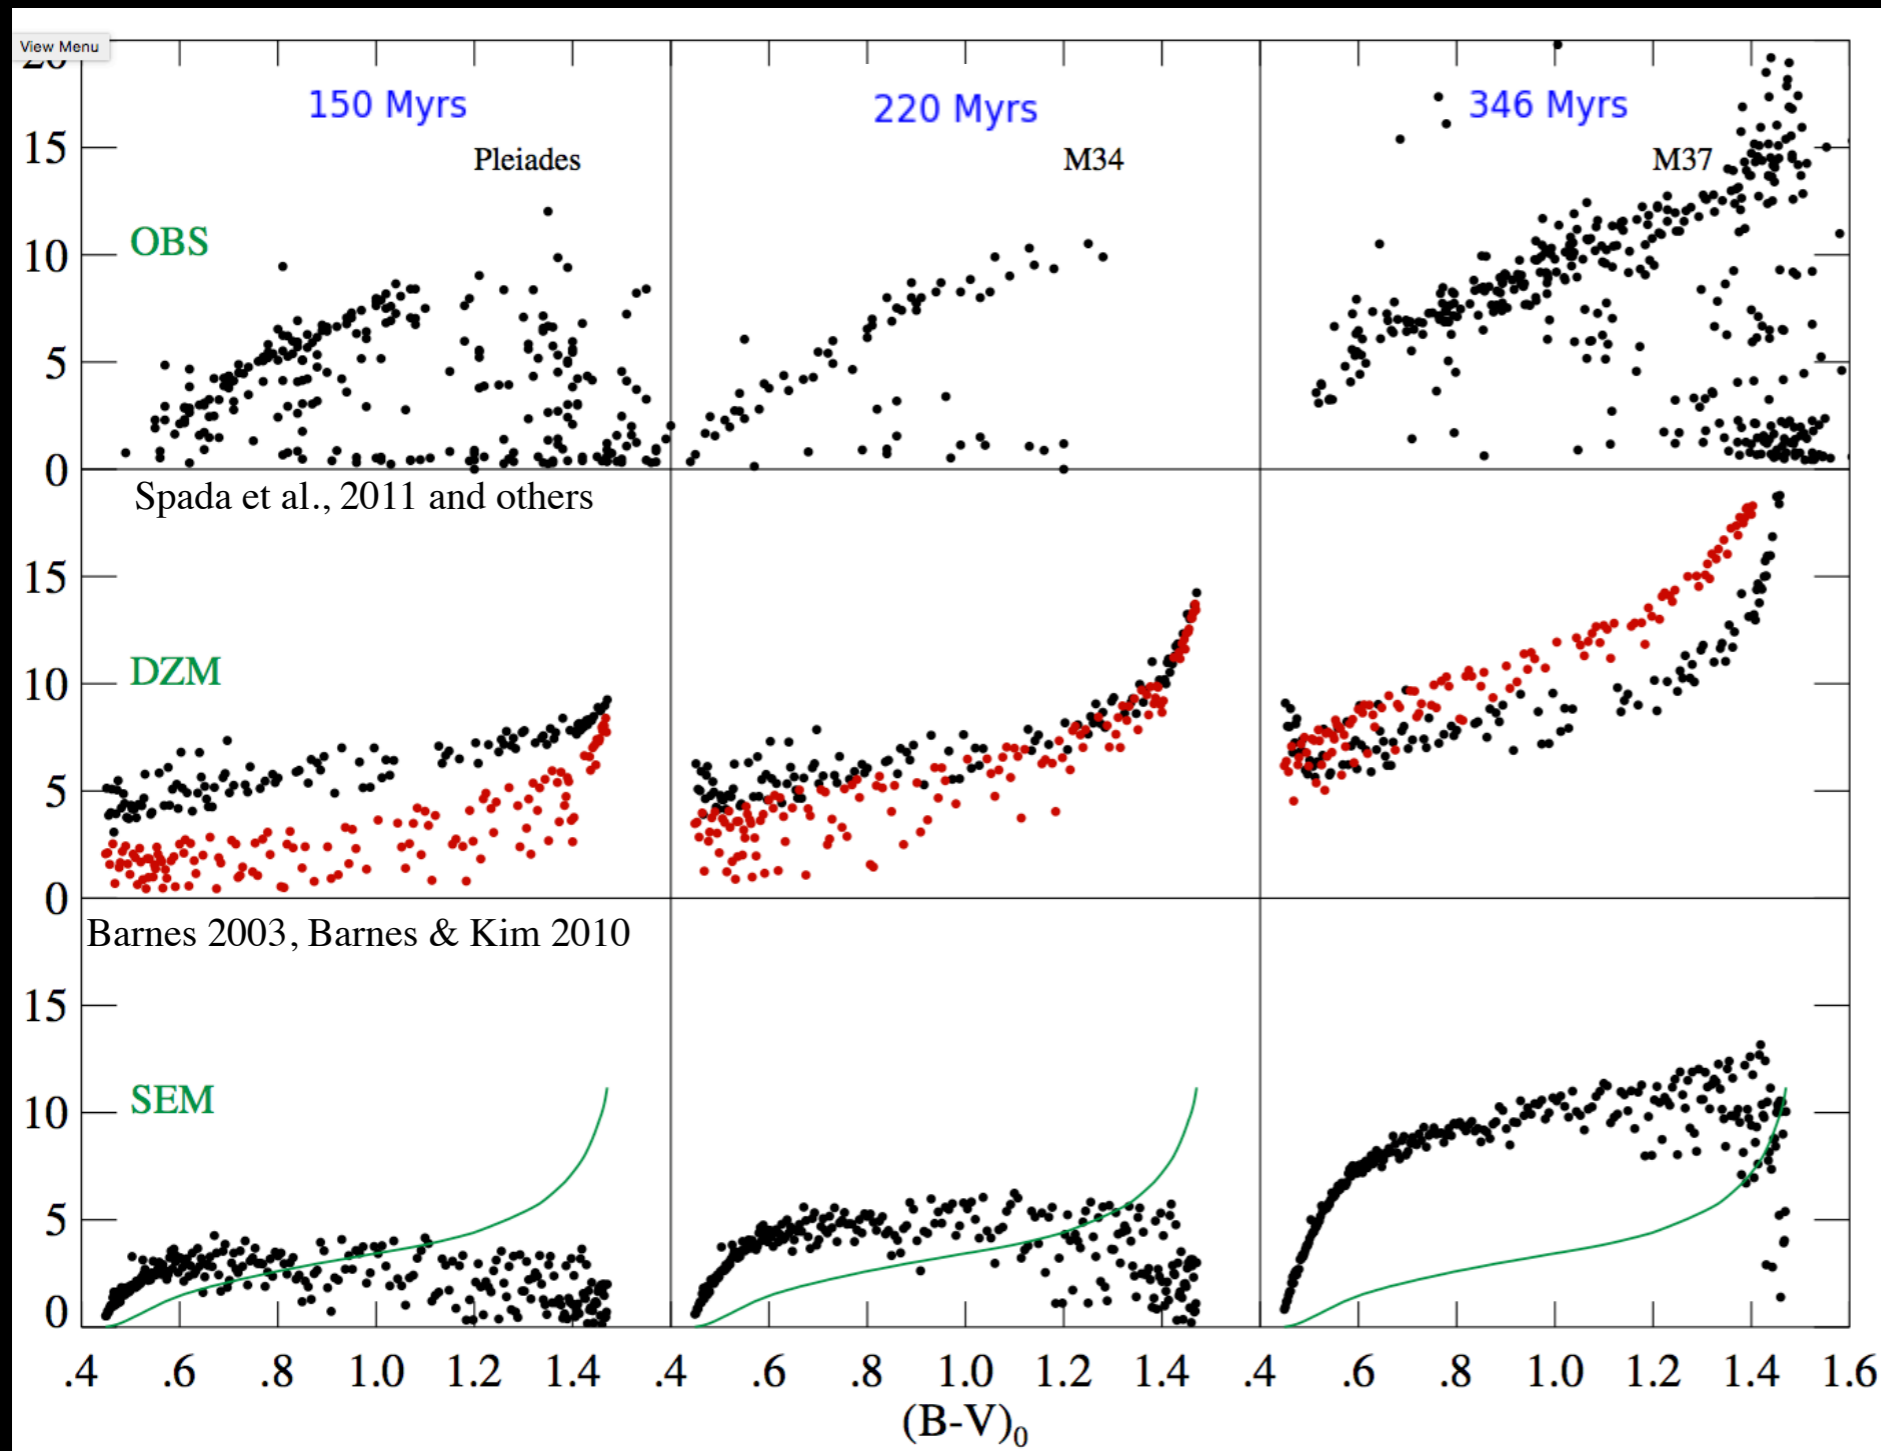 View Menu
20
150 Myrs
220 Myrs
346 Myrs
15
Pleiades
M34
M37
OBS
10
5
0
Spada et al., 2011 and others
15
DZM
10
5
0
Barnes 2003, Barnes & Kim 2010
15
SEM
10
5
0
.4 .6 .8 1.0 1.2 1.4 .4 .6 .8 1.0 1.2 1.4 .4 .6 .8 1.0 1.2 1.4 1.6
(B-V)₀